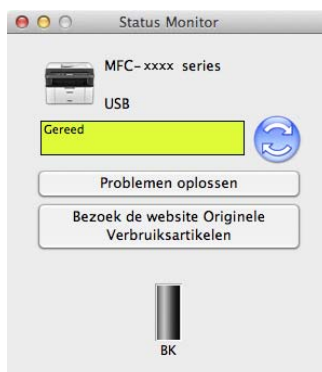 Status Monitor
MFC-xxxx series
USB
Gereed
Problemen oplossen
Bezoek de website Originele
Verbruiksartikelen
BK